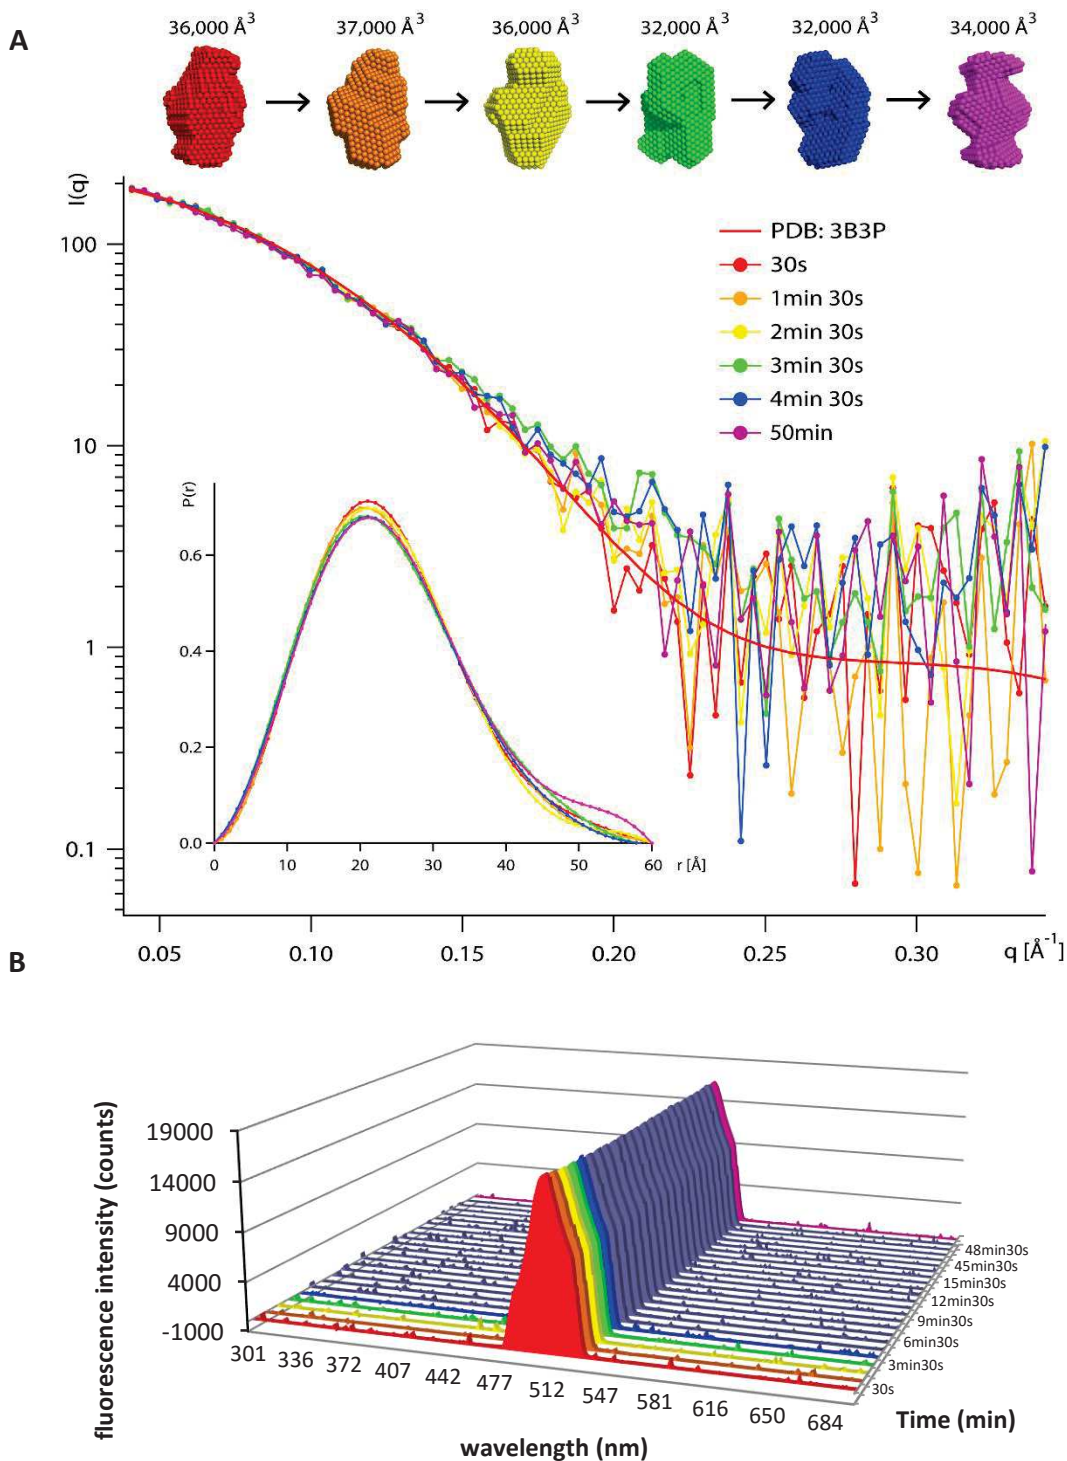 A
36,000 Å3
37,000 Å3
36,000 Å3
32,000 Å3
32,000 Å3
34,000 Å3
I(q)
100
10
1
0.1
PDB: 3B3P
30s
1min 30s
2min 30s
3min 30s
4min 30s
50min
P(r)
0.6
0.4
0.2
0.0
0
10
20
30
40
50
60
r [Å]
0.05
0.10
0.15
0.20
0.25
0.30
q [Å-1]
B
fluorescence intensity (counts)
19000
14000
9000
4000
-1000
301
336
372
407
442
477
512
547
581
616
650
684
wavelength (nm)
48min30s
45min30s
15min30s
12min30s
9min30s
6min30s
3min30s
30s
Time (min)